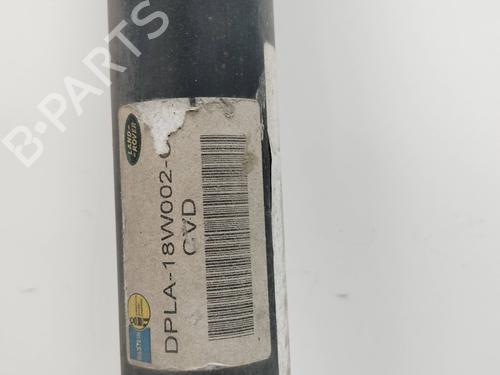 B-PARTS
LAND-
ROVER
DPLA-18W002-
CVD